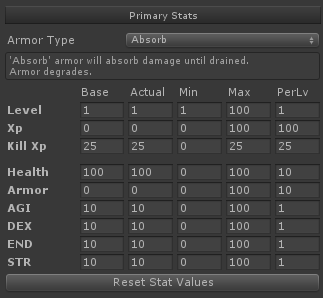 Primary Stats
Armor Type Absorb
'Absorb' armor will absorb damage until drained.
Armor degrades.
Base Actual Min Max PerLv
Level 1 1 1 100 1
Xp 0 0 0 100 100
Kill Xp 25 25 0 25 25
Health 100 100 0 100 10
Armor 0 0 0 100 10
AGI 10 10 0 100 1
DEX 10 10 0 100 1
END 10 10 0 100 1
STR 10 10 0 100 1
Reset Stat Values